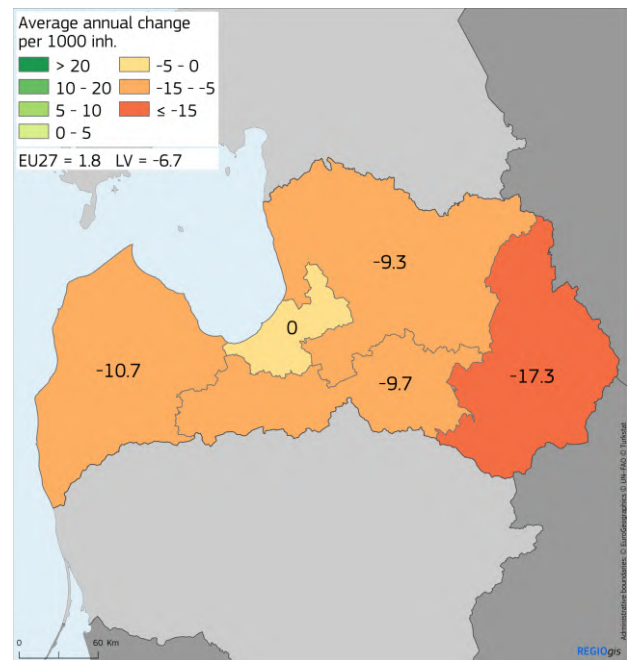 Average annual change
per 1000 inh.
> 20
10 - 20
5 - 10
0 - 5
-5 - 0
-15 - -5
≤ -15
EU27 = 1.8 LV = -6.7
-9.3
0
-10.7
-9.7
-17.3
Administrative boundaries: © EuroGeographics © UN-FAO © Turkstat
0 60 Km
REGIOgis